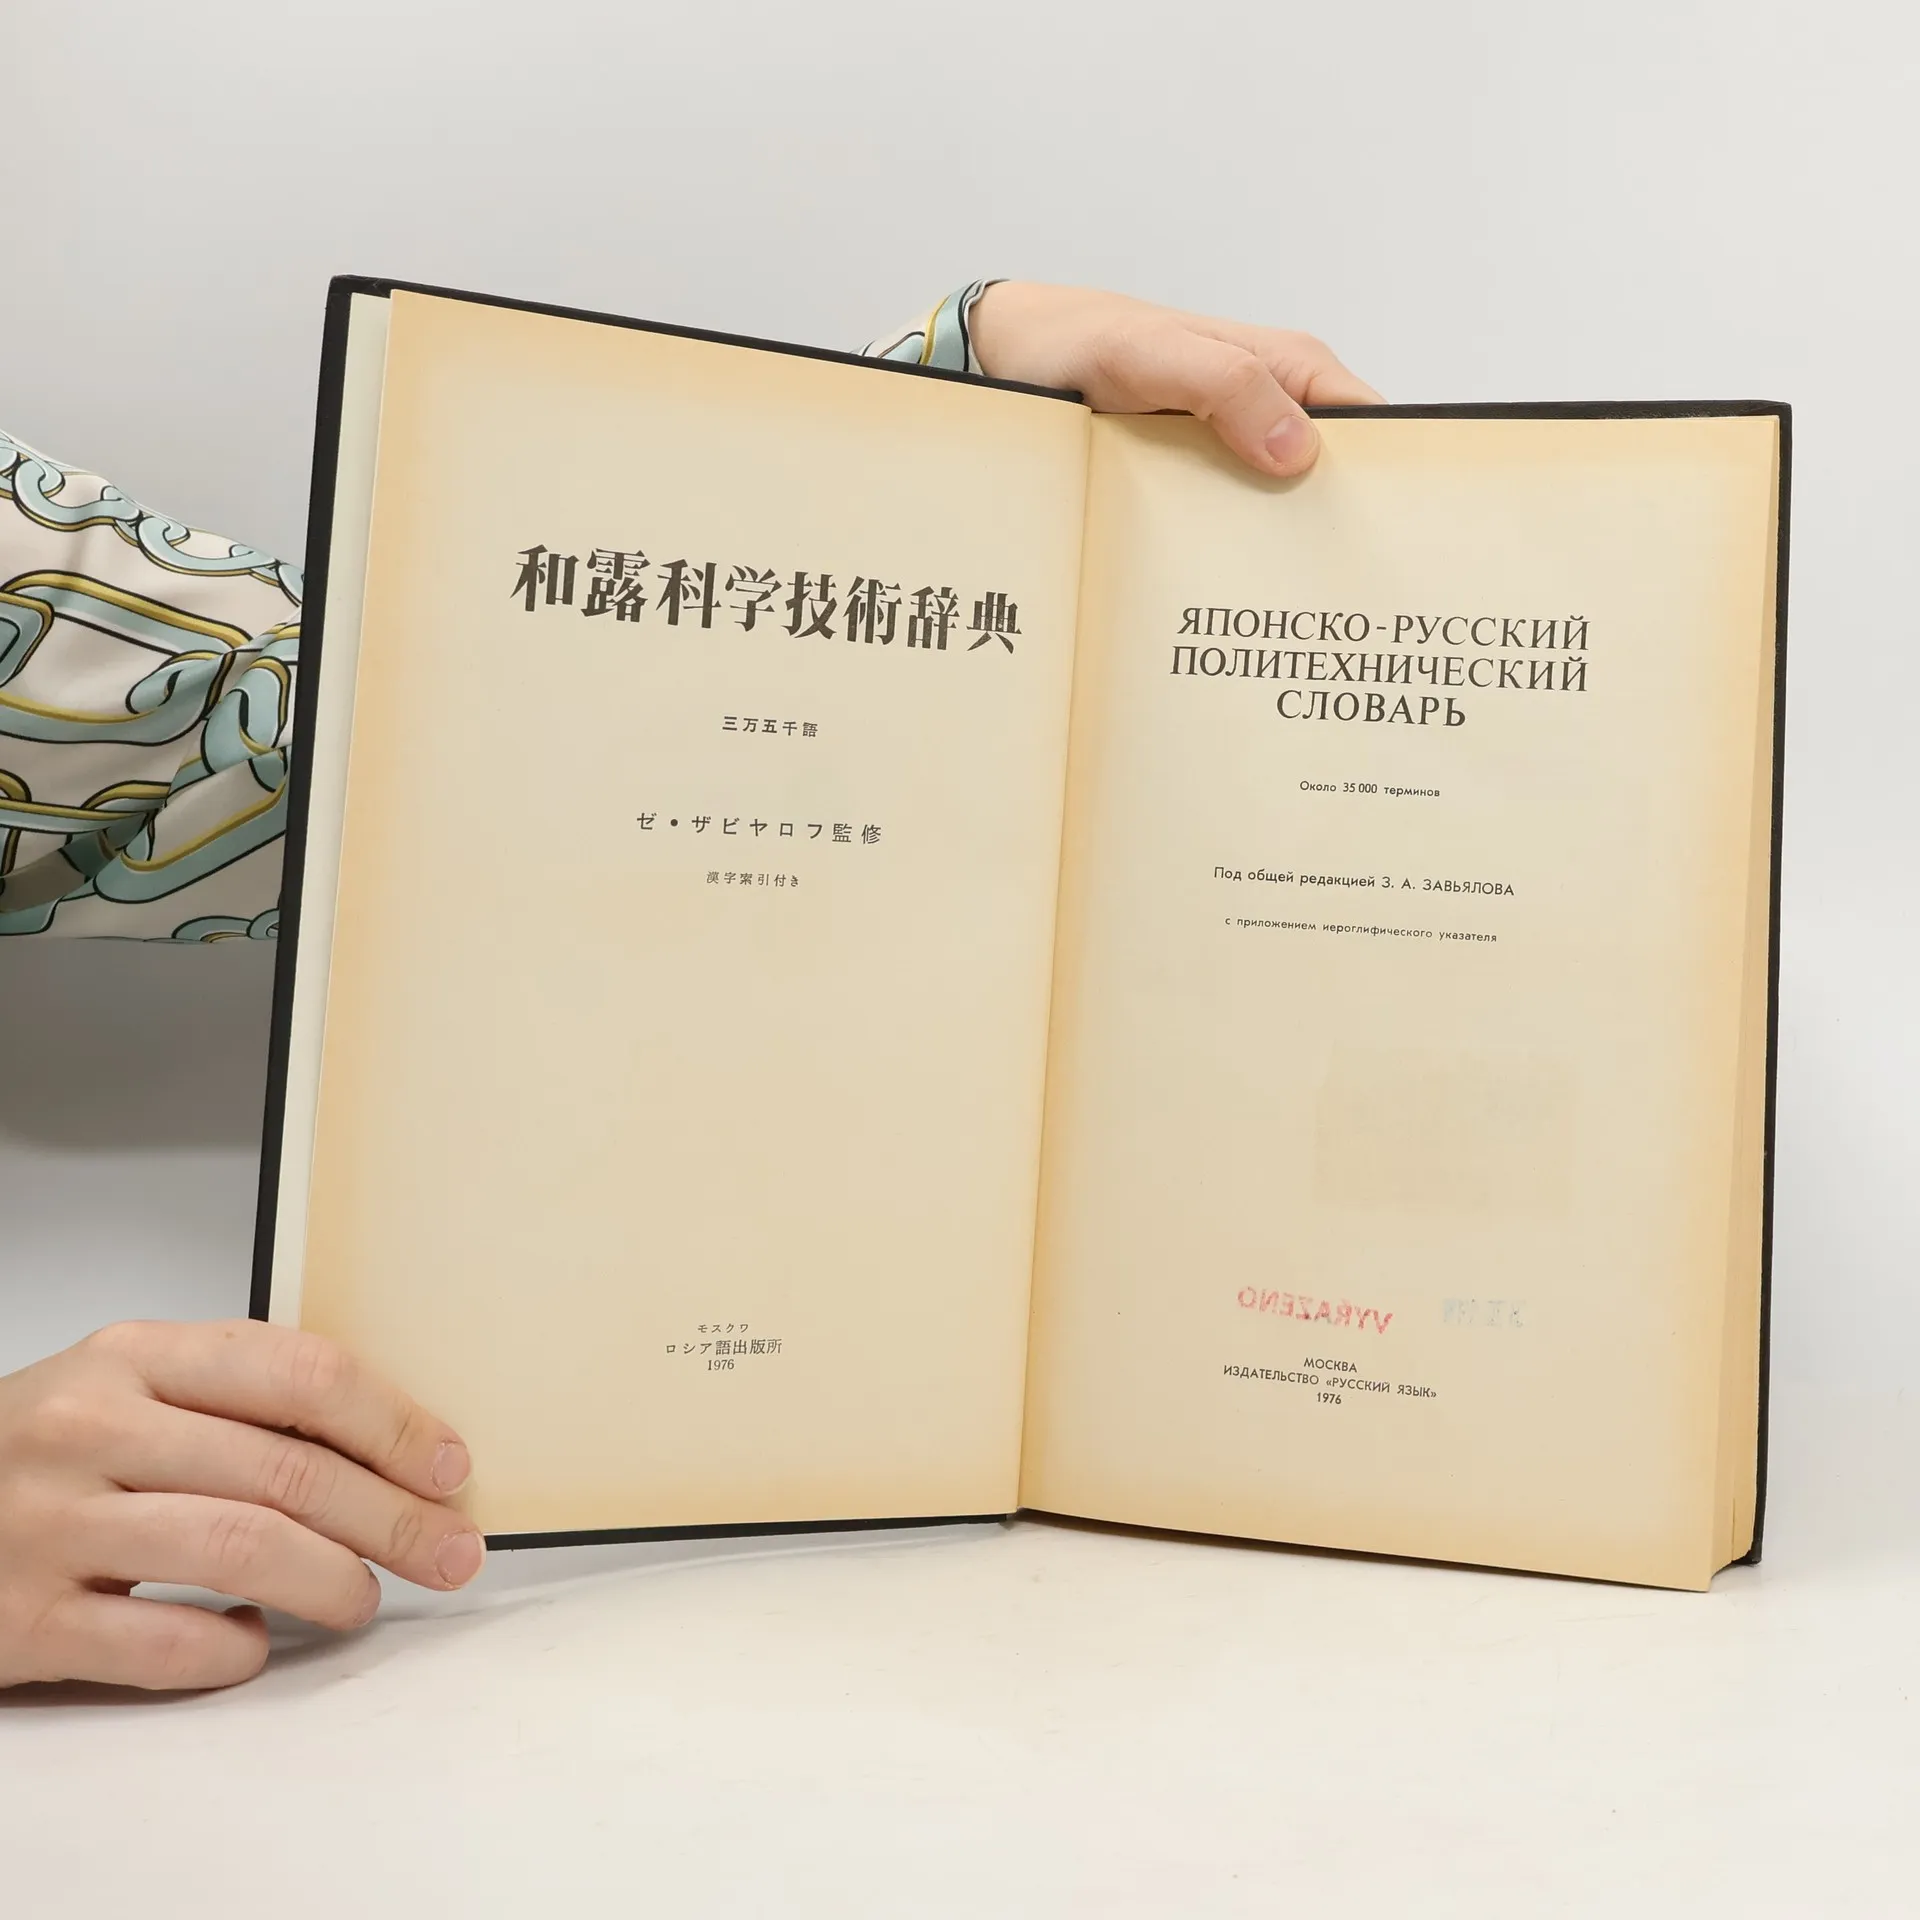 和露科学技術辞典
三万五千語
ゼ・ザビヤロフ監修
漢字索引付き
モスクワ
ロシア語出版所
1976
ЯПОНСКО-РУССКИЙ
ПОЛИТЕХНИЧЕСКИЙ
СЛОВАРЬ
Около 35 000 терминов
Под общей редакцией З. А. ЗАВЬЯЛОВА
с приложением иероглифического указателя
VYŘAZENO
МОСКВА
ИЗДАТЕЛЬСТВО «РУССКИЙ ЯЗЫК»
1976